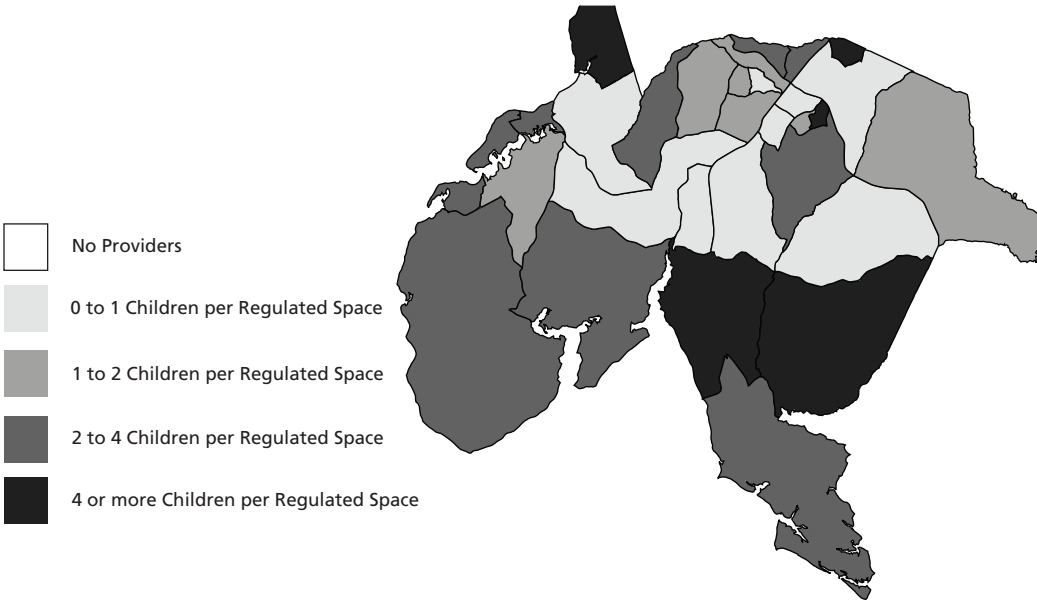 No Providers
0 to 1 Children per Regulated Space
1 to 2 Children per Regulated Space
2 to 4 Children per Regulated Space
4 or more Children per Regulated Space